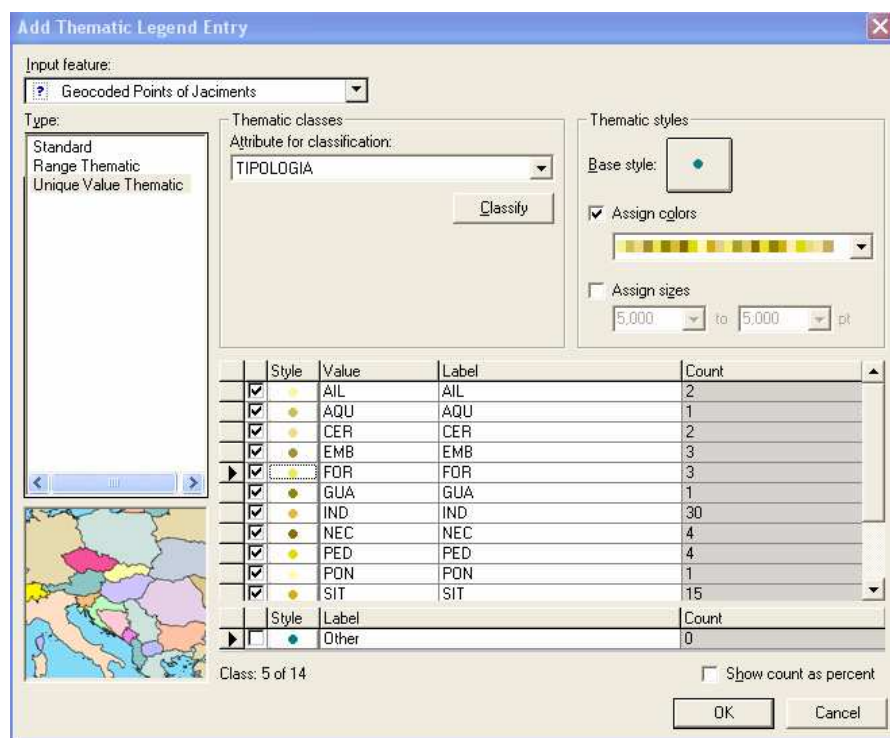 Add Thematic Legend Entry
Input feature:
? Geocoded Points of Jaciments
Type:
Standard
Range Thematic
Unique Value Thematic
Thematic classes
Attribute for classification:
TIPOLOGIA
Classify
Thematic styles
Base style:
Assign colors
Assign sizes
5,000 to 5,000 pt
Style Value Label Count
AIL AIL 2
AQU AQU 1
CER CER 2
EMB EMB 3
FOR FOR 3
GUA GUA 1
IND IND 30
NEC NEC 4
PED PED 4
PON PON 1
SIT SIT 15
Style Label Count
Other 0
Class: 5 of 14
Show count as percent
OK Cancel